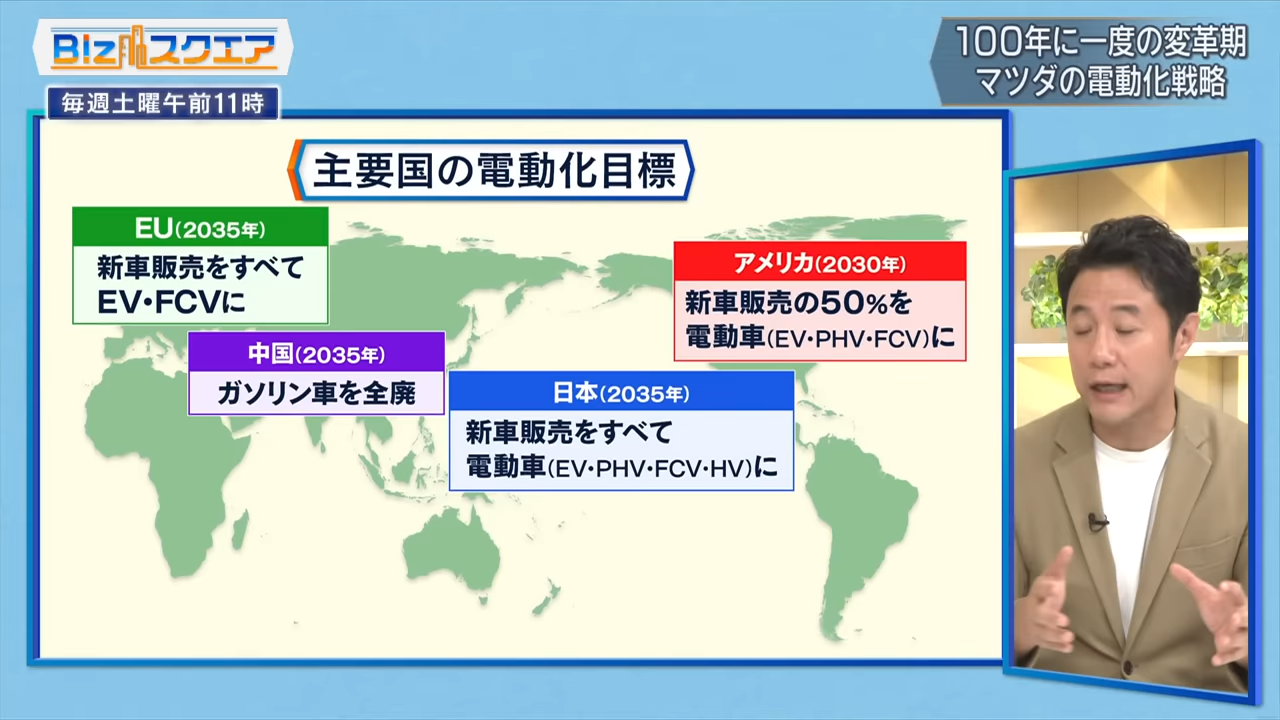 B!zスクエア
毎週土曜午前11時
100年に一度の変革期
マツダの電動化戦略
主要国の電動化目標
EU(2035年)
新車販売をすべて
EV・FCVに
中国(2035年)
ガソリン車を全廃
日本(2035年)
新車販売をすべて
電動車(EV・PHV・FCV・HV)に
アメリカ(2030年)
新車販売の50%を
電動車(EV・PHV・FCV)に